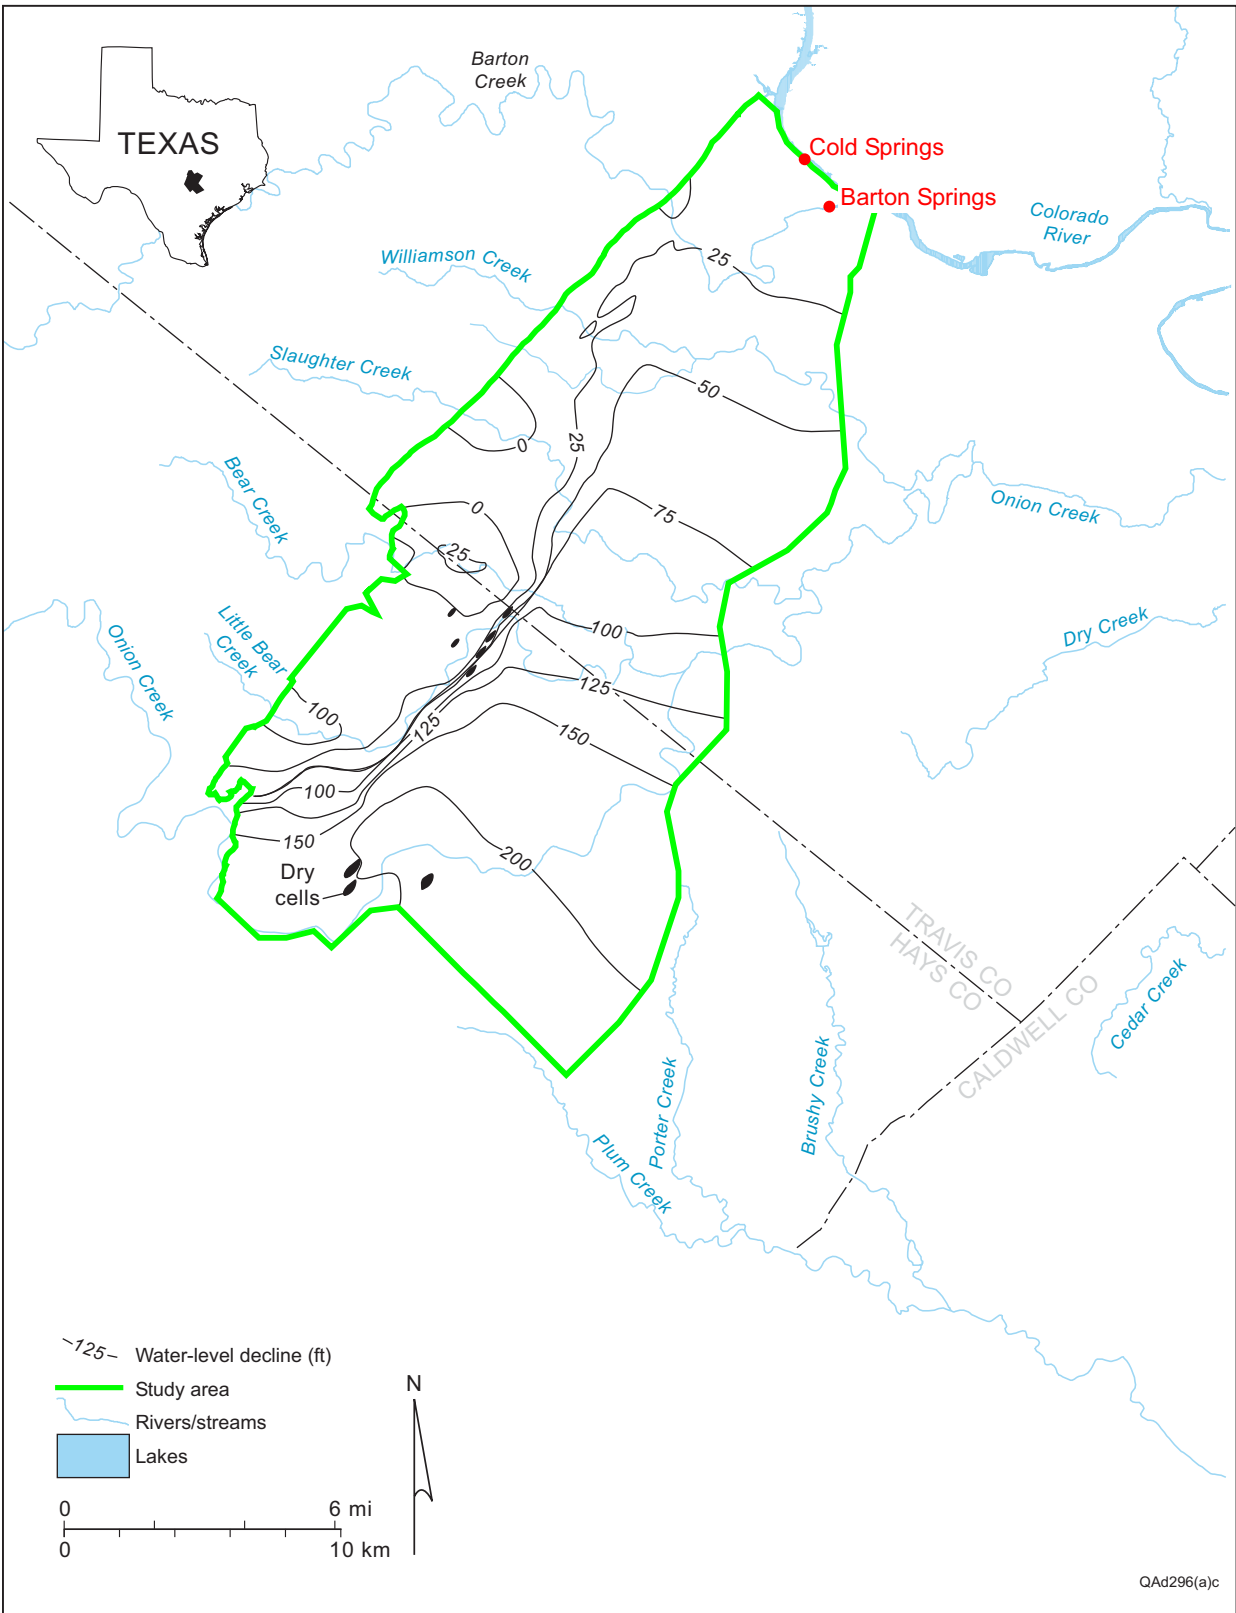 Barton
Creek
TEXAS
Cold Springs
Barton Springs
Colorado
River
Williamson Creek
25
Slaughter Creek
50
0
25
Bear Creek
Onion Creek
0
75
25
Little Bear
Creek
Onion Creek
100
Dry Creek
125
100
125
150
100
150
200
Dry
cells
TRAVIS CO
HAYS CO
CALDWELL CO
Cedar Creek
Porter Creek
Brushy Creek
Plum Creek
125 Water-level decline (ft)
Study area
Rivers/streams
Lakes
N
0 6 mi
0 10 km
QAd296(a)c